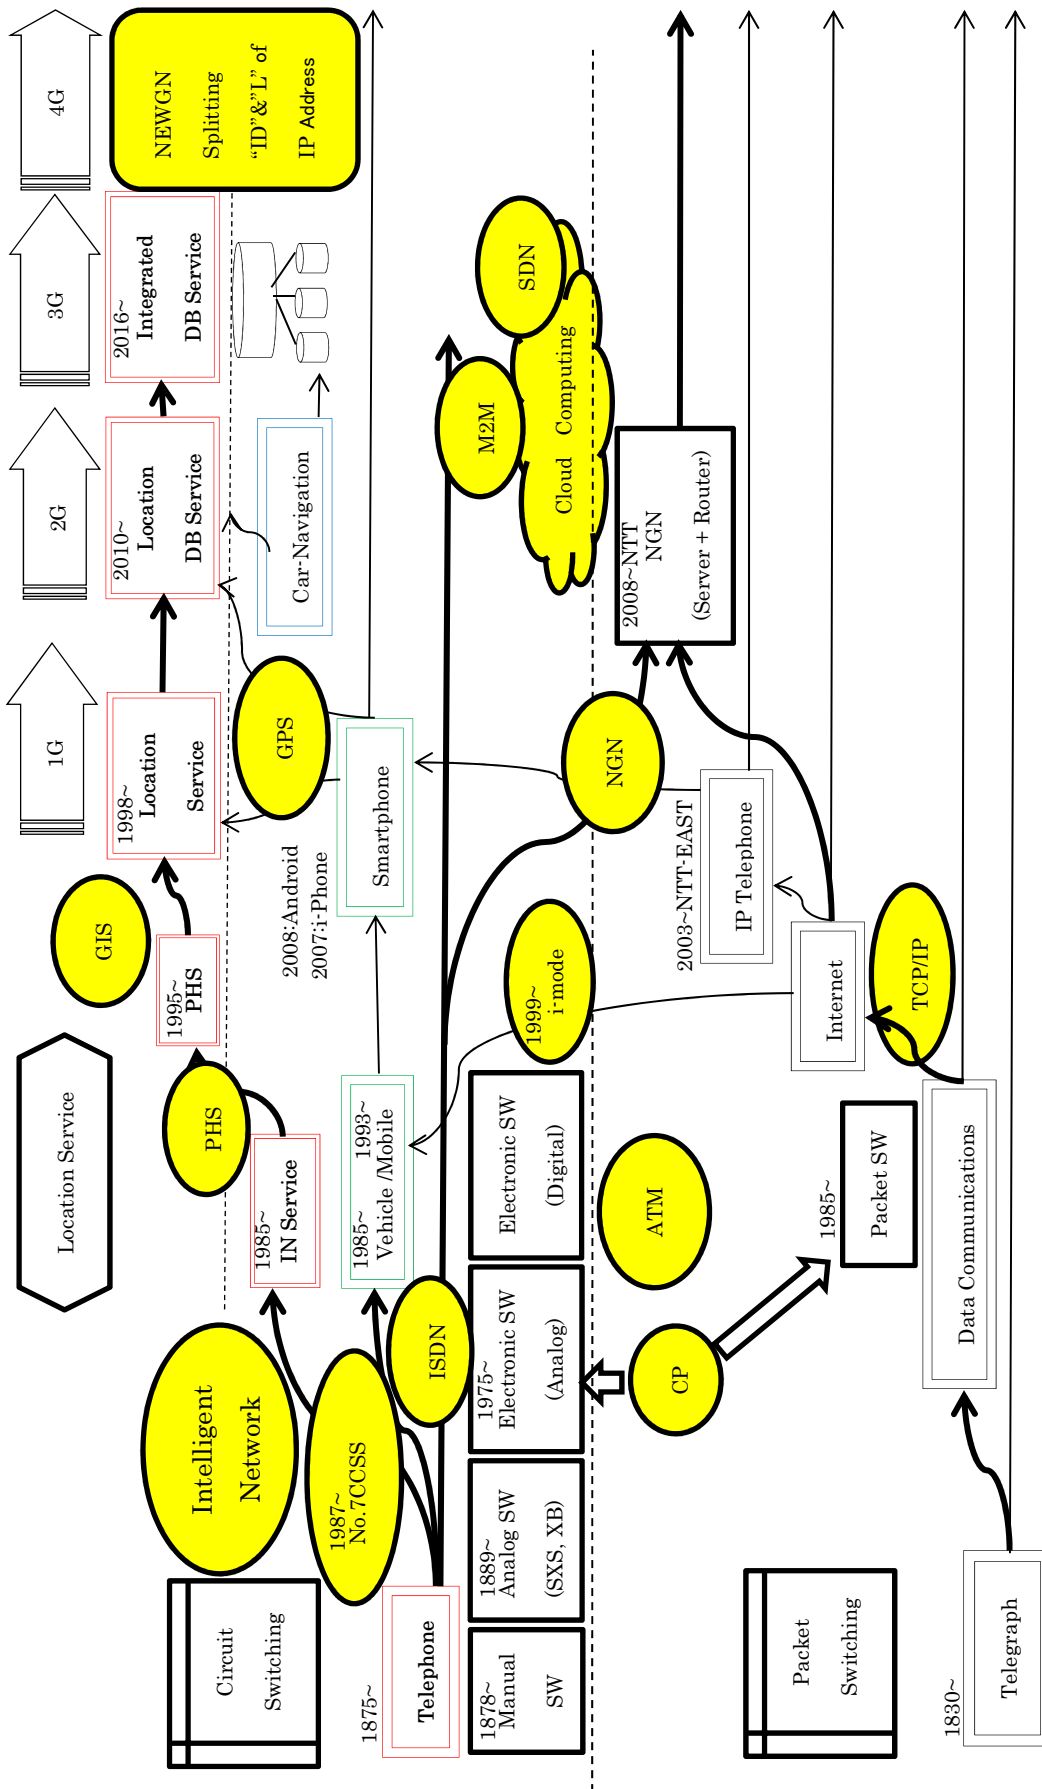 1G
2G
3G
4G
Location Service
GIS
PHS
1995~
PHS
1998~
Location
Service
2010~
Location
DB Service
2016~
Integrated
DB Service
NEWGN
Splitting
“ID”&”L” of
IP Address
Intelligent
Network
1985~
IN Service
GPS
Car-Navigation
Circuit
Switching
1987~
No.7CCSS
1985~ 1993~
Vehicle /Mobile
2008:Android
2007:i-Phone
Smartphone
1875~
Telephone
ISDN
M2M
SDN
1878~
Manual
SW
1889~
Analog SW
(SXS, XB)
1975~
Electronic SW
(Analog)
Electronic SW
(Digital)
1999~
i-mode
Cloud Computing
NGN
CP
ATM
2008~NTT
NGN
(Server + Router)
2003~NTT-EAST
IP Telephone
Packet
Switching
1985~
Packet SW
Internet
TCP/IP
Data Communications
1830~
Telegraph